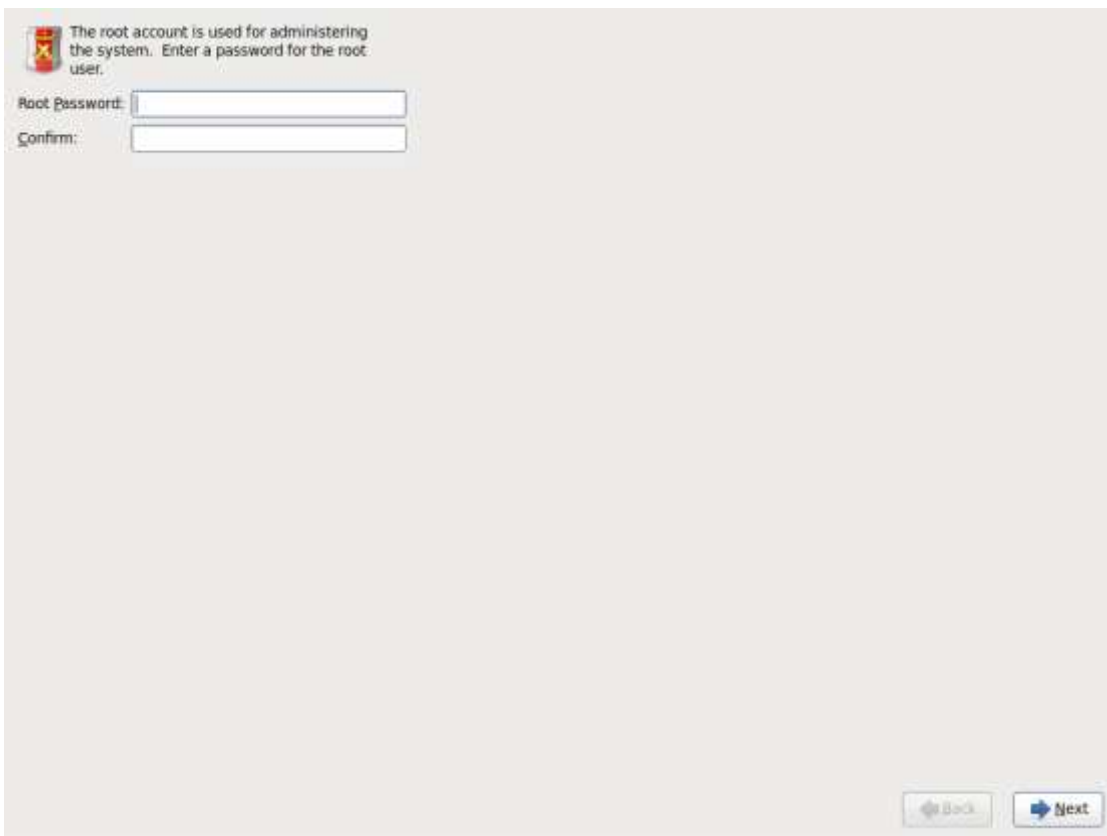 The root account is used for administering
the system.  Enter a password for the root
user.
Root Password:
Confirm:
Back
Next